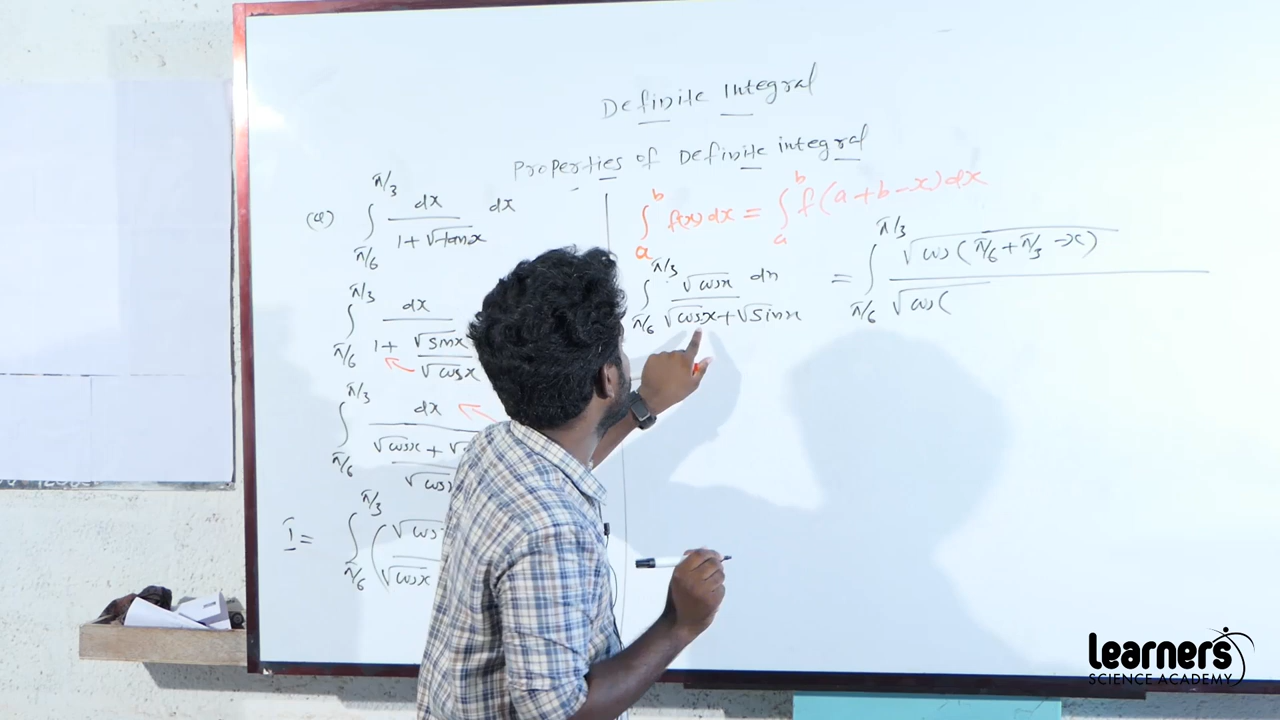 Definite Integral
Properties of Definite integral
(Q) ∫_{π/6}^{π/3} dx/(1+√tanx) dx
∫_{π/6}^{π/3} dx/(1+ √sinx/√cosx)
∫_{π/6}^{π/3} dx/(√cosx + √
√cos
I = ∫_{π/6}^{π/3} (√cos
√cosx
∫_a^b f(x) dx = ∫_a^b f(a+b-x) dx
∫_{π/6}^{π/3} √cosx/(√cosx+√sinx) dx = ∫_{π/6}^{π/3} √cos(π/6+π/3-x)
√cos(
Learners
SCIENCE ACADEMY